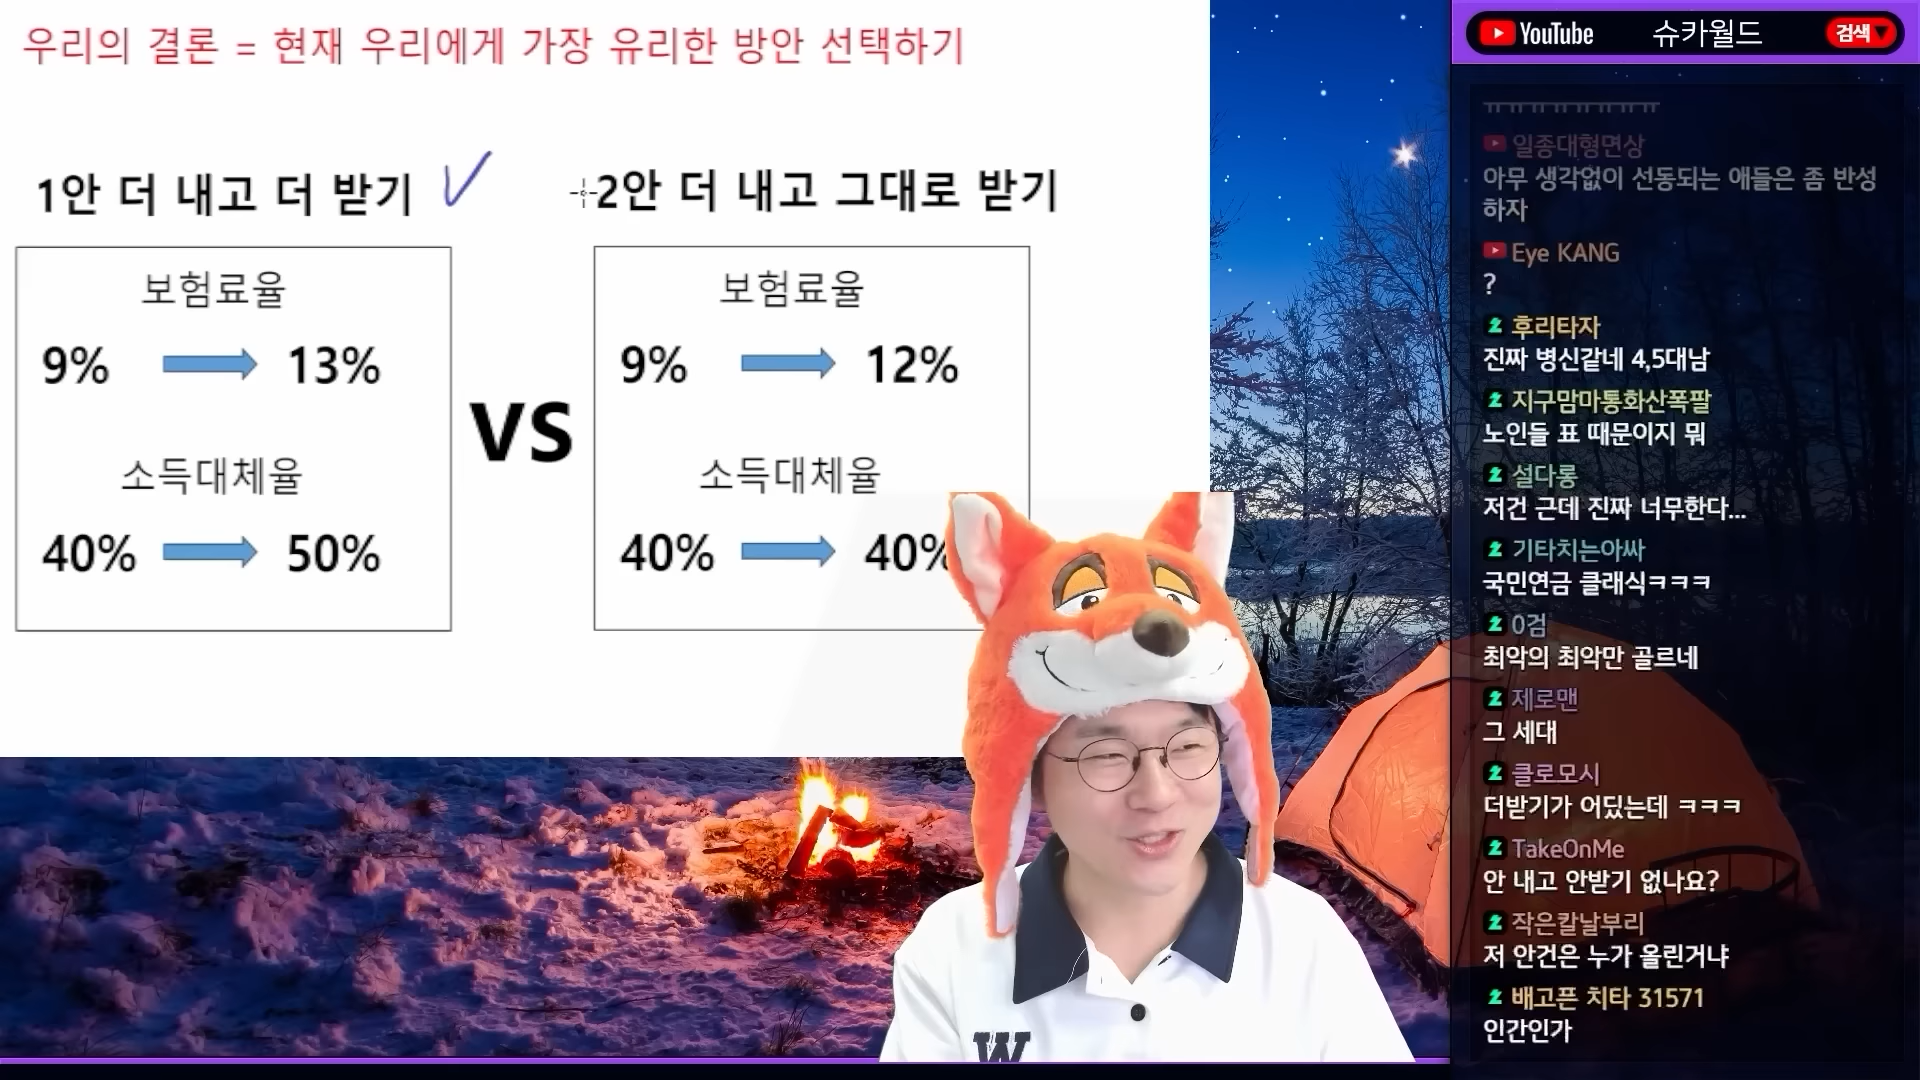 우리의 결론 = 현재 우리에게 가장 유리한 방안 선택하기
1안 더 내고 더 받기
보험료율
9% 13%
소득대체율
40% 50%
VS
2안 더 내고 그대로 받기
보험료율
9% 12%
소득대체율
40% 40%
W
YouTube 슈카월드 검색
ㅠㅠㅠㅠㅠㅠㅠㅠ
일종대형면상
아무 생각없이 선동되는 애들은 좀 반성
하자
Eye KANG
?
후리타자
진짜 병신같네 4,5대남
지구맘마통화산폭팔
노인들 표 때문이지 뭐
설다롱
저건 근데 진짜 너무한다...
기타치는아싸
국민연금 클래식ㅋㅋㅋ
0검
최악의 최악만 골르네
제로맨
그 세대
클로모시
더받기가 어딨는데 ㅋㅋㅋ
TakeOnMe
안 내고 안받기 없나요?
작은칼날부리
저 안건은 누가 올린거냐
배고픈 치타 31571
인간인가